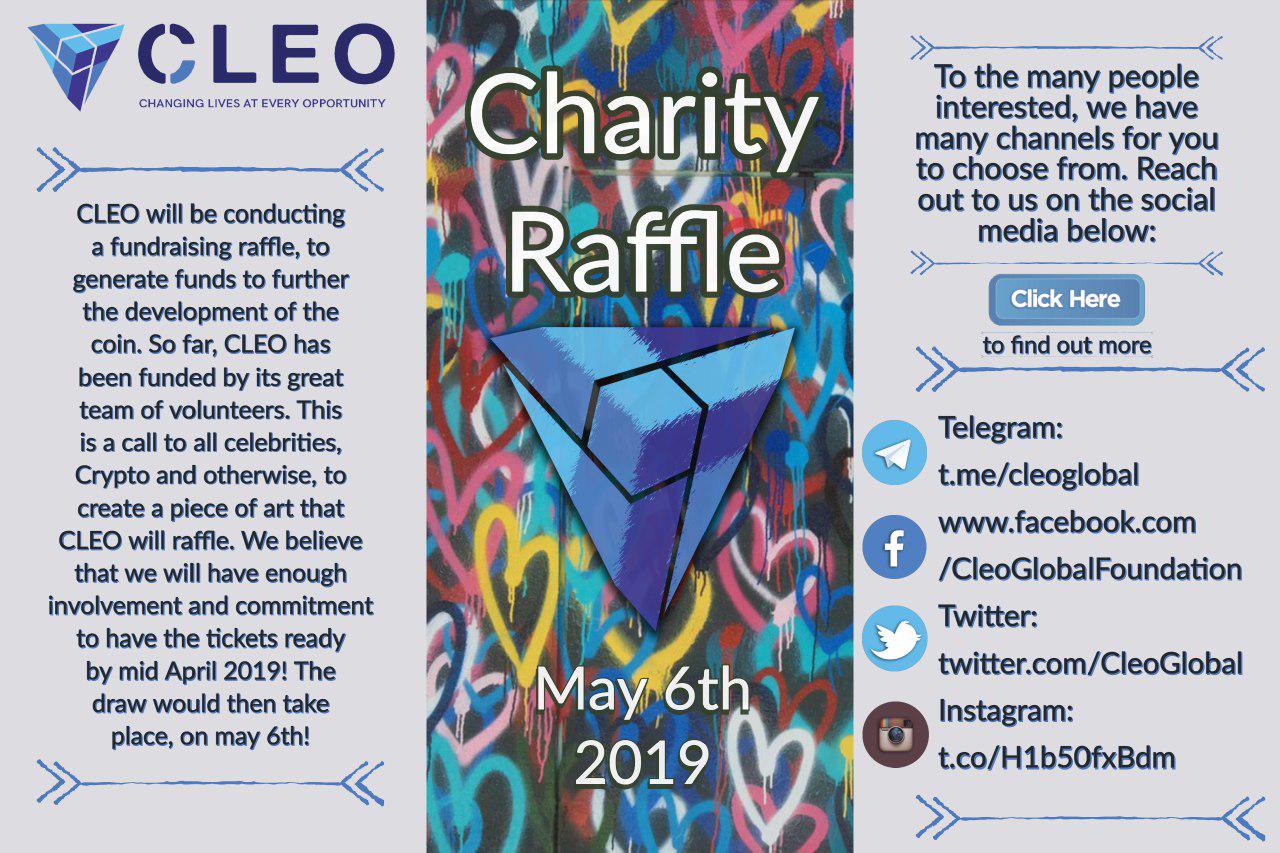 CLEO
CHANGING LIVES AT EVERY OPPORTUNITY
CLEO will be conducting
a fundraising raffle, to
generate funds to further
the development of the
coin. So far, CLEO has
been funded by its great
team of volunteers. This
is a call to all celebrities,
Crypto and otherwise, to
create a piece of art that
CLEO will raffle. We believe
that we will have enough
involvement and commitment
to have the tickets ready
by mid April 2019! The
draw would then take
place, on may 6th!
Charity
Raffle
May 6th
2019
To the many people
interested, we have
many channels for you
to choose from. Reach
out to us on the social
media below:
Click Here
to find out more
Telegram:
t.me/cleoglobal
www.facebook.com
/CleoGlobalFoundation
Twitter:
twitter.com/CleoGlobal
Instagram:
t.co/H1b50fxBdm